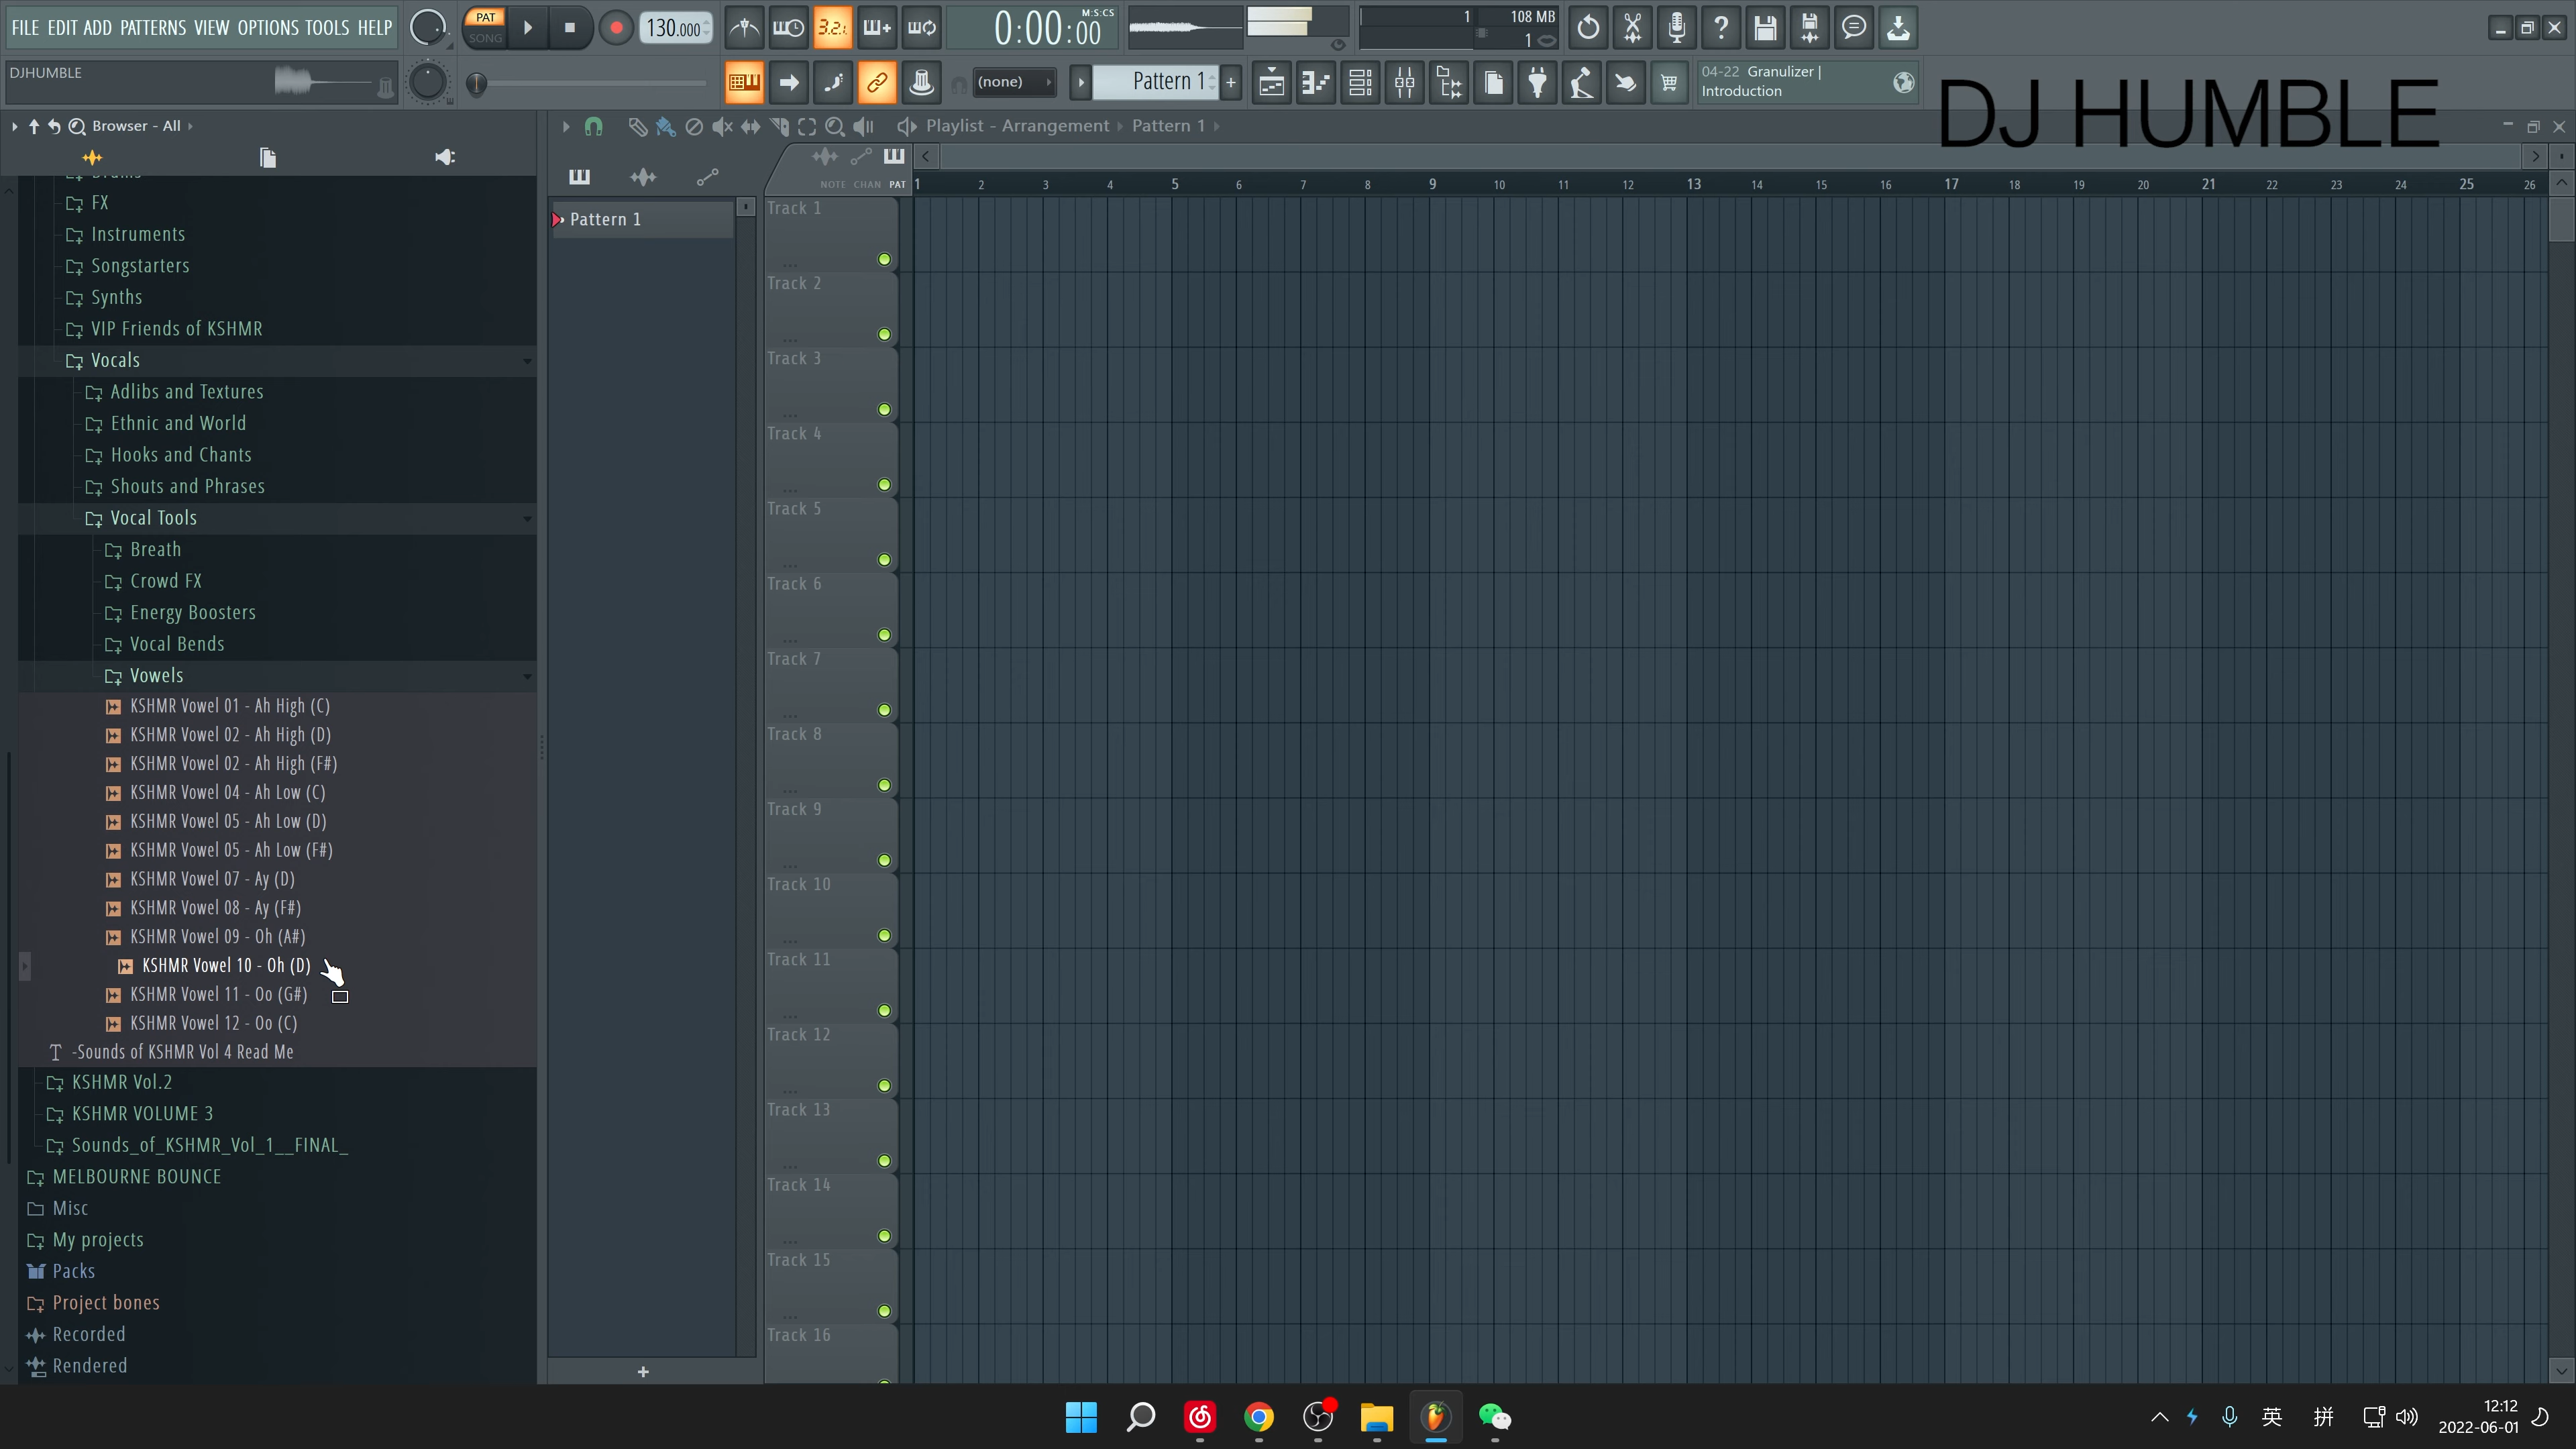 FILE EDIT ADD PATTERNS VIEW OPTIONS TOOLS HELP
PAT
SONG
130.000
3.2.
M:S:CS
0:00:00
1
108 MB
1
DJHUMBLE
(none)
Pattern 1
04-22 Granulizer |
Introduction
DJ HUMBLE
Browser - All
Playlist - Arrangement
Pattern 1
NOTE CHAN PAT
1 2 3 4 5 6 7 8 9 10 11 12 13 14 15 16 17 18 19 20 21 22 23 24 25 26
Pattern 1
Drums
FX
Instruments
Songstarters
Synths
VIP Friends of KSHMR
Vocals
Adlibs and Textures
Ethnic and World
Hooks and Chants
Shouts and Phrases
Vocal Tools
Breath
Crowd FX
Energy Boosters
Vocal Bends
Vowels
KSHMR Vowel 01 - Ah High (C)
KSHMR Vowel 02 - Ah High (D)
KSHMR Vowel 02 - Ah High (F#)
KSHMR Vowel 04 - Ah Low (C)
KSHMR Vowel 05 - Ah Low (D)
KSHMR Vowel 05 - Ah Low (F#)
KSHMR Vowel 07 - Ay (D)
KSHMR Vowel 08 - Ay (F#)
KSHMR Vowel 09 - Oh (A#)
KSHMR Vowel 10 - Oh (D)
KSHMR Vowel 11 - Oo (G#)
KSHMR Vowel 12 - Oo (C)
-Sounds of KSHMR Vol 4 Read Me
KSHMR Vol.2
KSHMR VOLUME 3
Sounds_of_KSHMR_Vol_1__FINAL_
MELBOURNE BOUNCE
Misc
My projects
Packs
Project bones
Recorded
Rendered
Track 1
Track 2
Track 3
Track 4
Track 5
Track 6
Track 7
Track 8
Track 9
Track 10
Track 11
Track 12
Track 13
Track 14
Track 15
Track 16
英
拼
12:12
2022-06-01